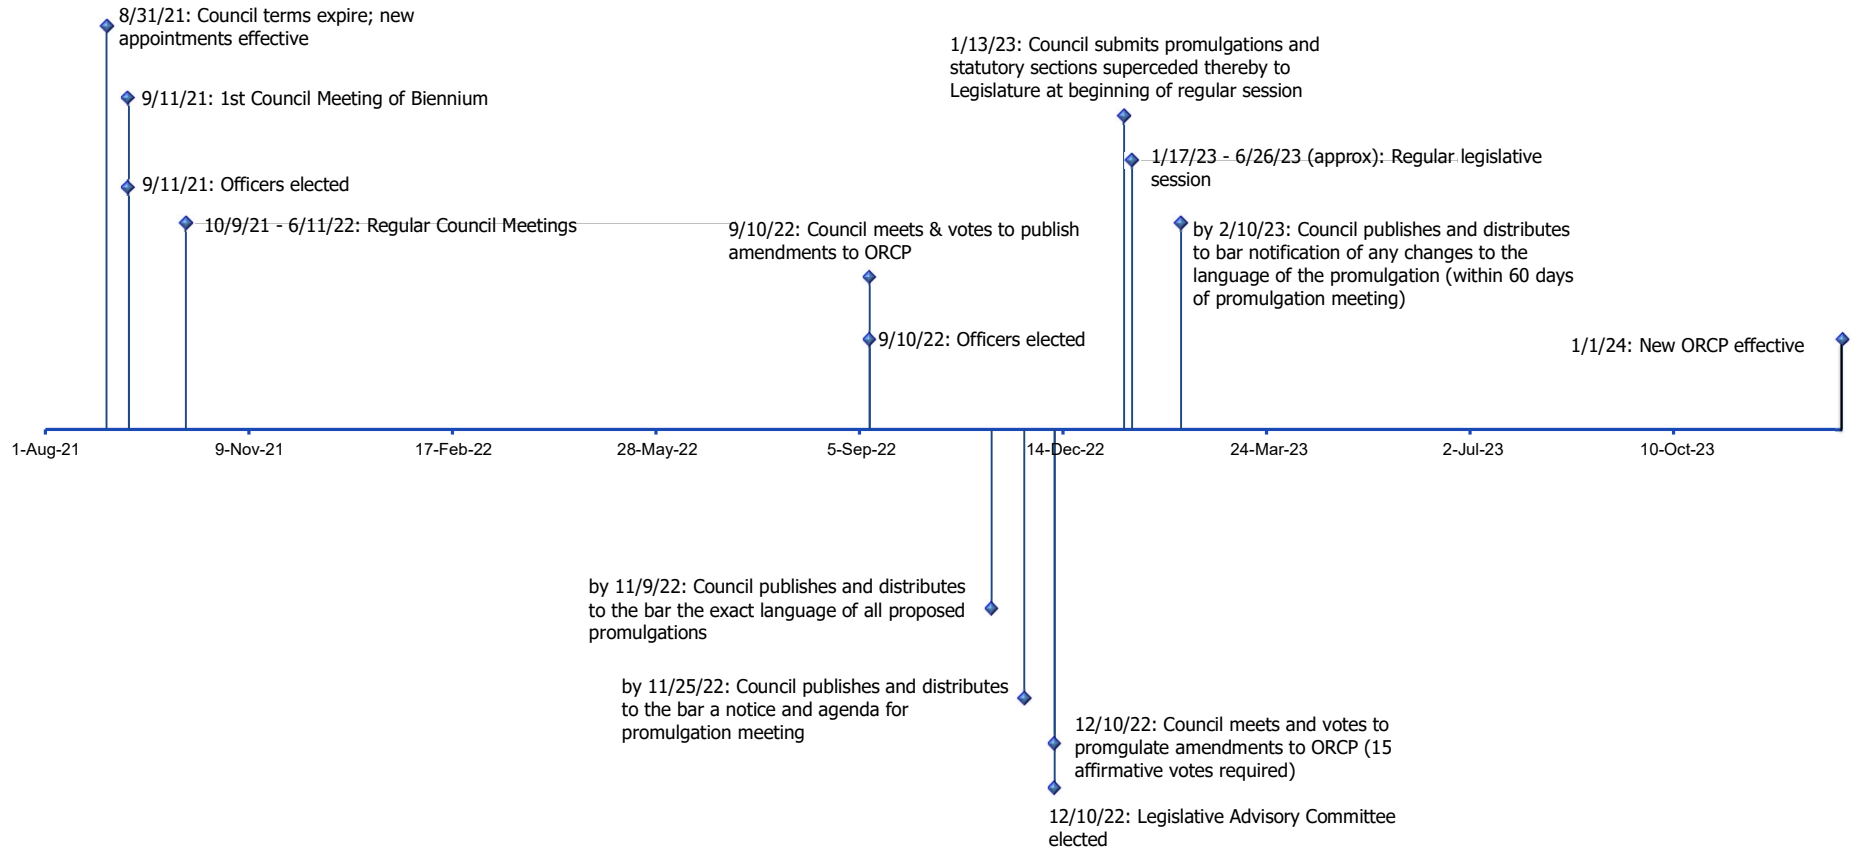 8/31/21: Council terms expire; new
appointments effective
9/11/21: 1st Council Meeting of Biennium
9/11/21: Officers elected
10/9/21 - 6/11/22: Regular Council Meetings
9/10/22: Council meets & votes to publish
amendments to ORCP
9/10/22: Officers elected
1/13/23: Council submits promulgations and
statutory sections superceded thereby to
Legislature at beginning of regular session
1/17/23 - 6/26/23 (approx): Regular legislative
session
by 2/10/23: Council publishes and distributes
to bar notification of any changes to the
language of the promulgation (within 60 days
of promulgation meeting)
1/1/24: New ORCP effective
1-Aug-21
9-Nov-21
17-Feb-22
28-May-22
5-Sep-22
14-Dec-22
24-Mar-23
2-Jul-23
10-Oct-23
by 11/9/22: Council publishes and distributes
to the bar the exact language of all proposed
promulgations
by 11/25/22: Council publishes and distributes
to the bar a notice and agenda for
promulgation meeting
12/10/22: Council meets and votes to
promgulate amendments to ORCP (15
affirmative votes required)
12/10/22: Legislative Advisory Committee
elected